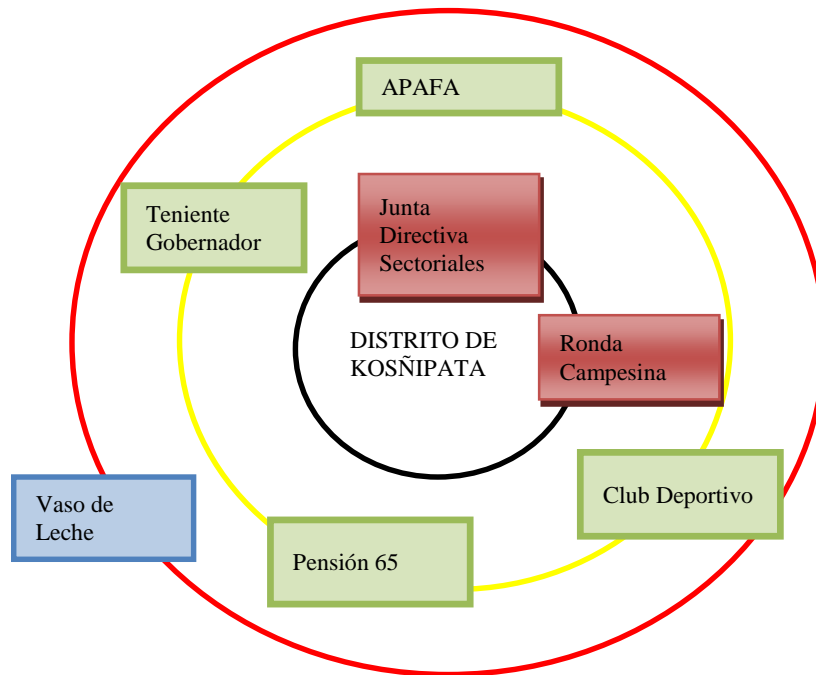 APAFA
Teniente
Gobernador
Junta
Directiva
Sectoriales
DISTRITO DE
KOSÑIPATA
Ronda
Campesina
Vaso de
Leche
Club Deportivo
Pensión 65